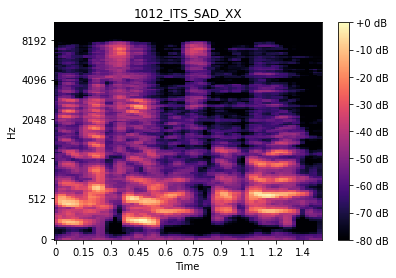 1012_ITS_SAD_XX
+0 dB
8192
-10 dB
4096
-20 dB
-30 dB
2048
Hz
-40 dB
1024
-50 dB
512
-60 dB
-70 dB
0
-80 dB
0 0.15 0.3 0.45 0.6 0.75 0.9 1.1 1.2 1.4
Time